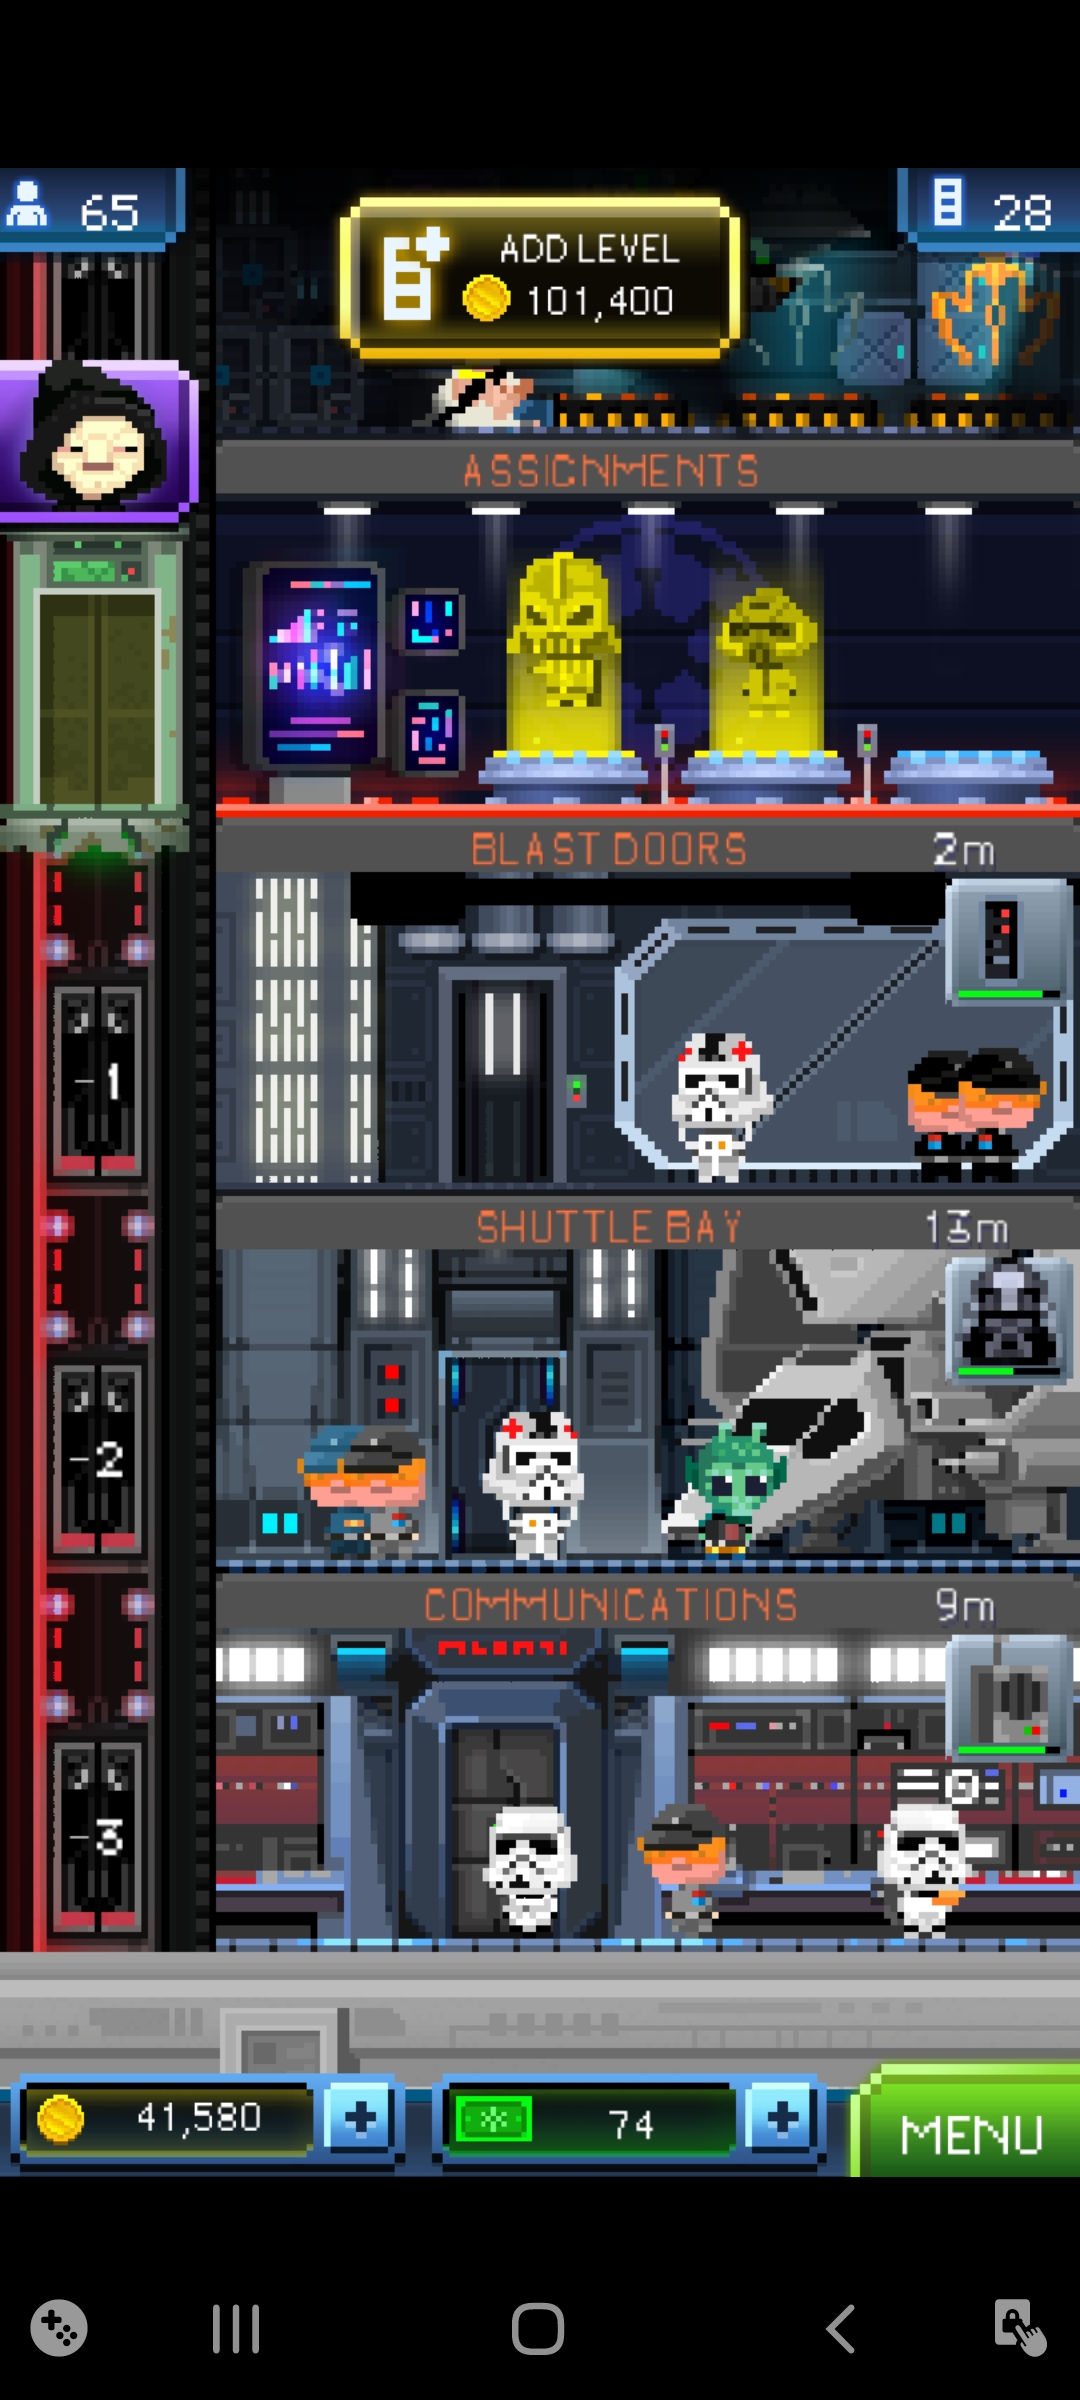 65
ADD LEVEL
101,400
28
ASSIGNMENTS
BLAST DOORS 2m
-1
SHUTTLE BAY 13m
-2
COMMUNICATIONS 9m
-3
41,580
74
MENU